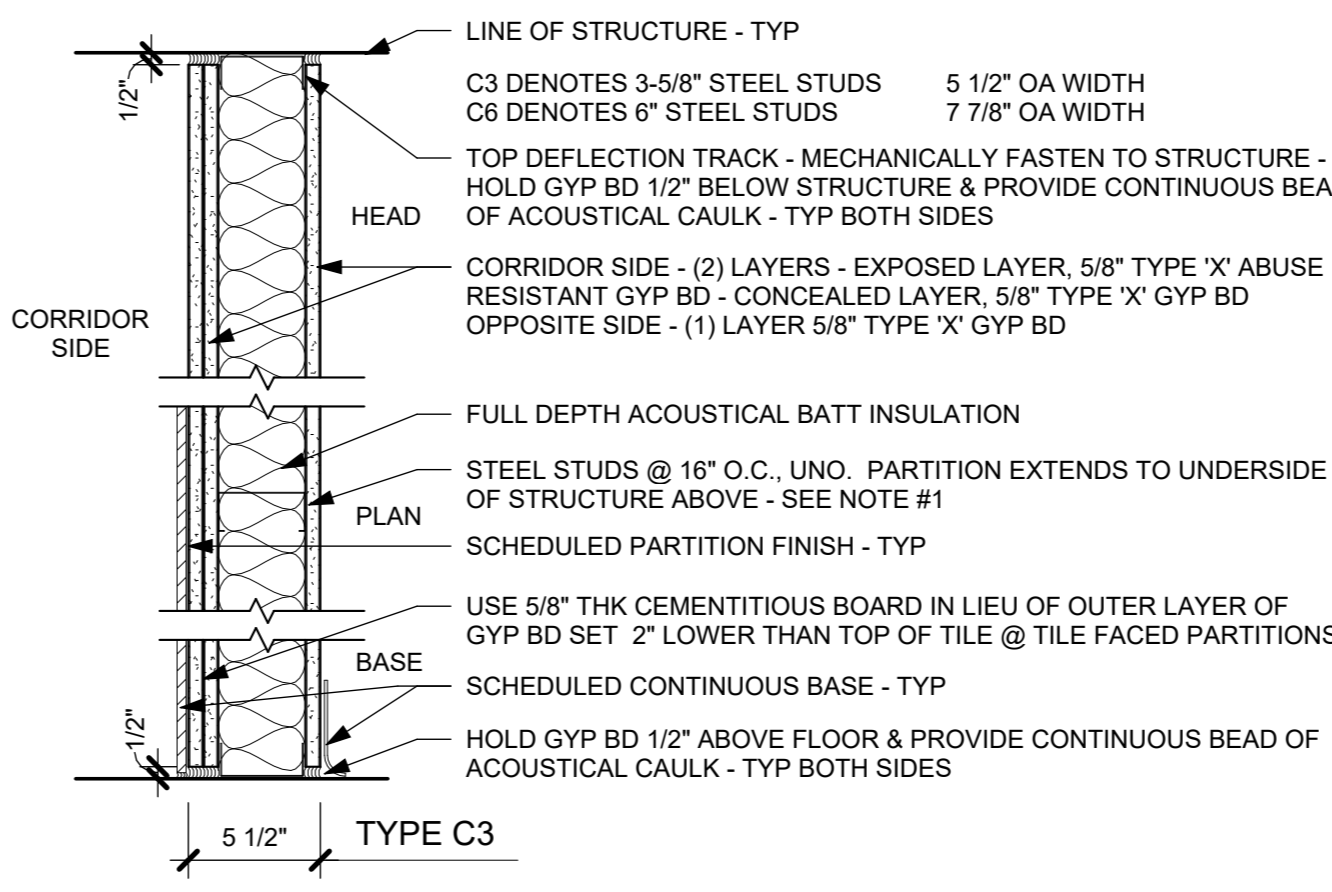 LINE OF STRUCTURE - TYP
1/2"
C3 DENOTES 3-5/8" STEEL STUDS 5 1/2" OA WIDTH
C6 DENOTES 6" STEEL STUDS 7 7/8" OA WIDTH
TOP DEFLECTION TRACK - MECHANICALLY FASTEN TO STRUCTURE -
HOLD GYP BD 1/2" BELOW STRUCTURE & PROVIDE CONTINUOUS BEA
OF ACOUSTICAL CAULK - TYP BOTH SIDES
HEAD
CORRIDOR SIDE - (2) LAYERS - EXPOSED LAYER, 5/8" TYPE 'X' ABUSE
RESISTANT GYP BD - CONCEALED LAYER, 5/8" TYPE 'X' GYP BD
OPPOSITE SIDE - (1) LAYER 5/8" TYPE 'X' GYP BD
CORRIDOR
SIDE
FULL DEPTH ACOUSTICAL BATT INSULATION
STEEL STUDS @ 16" O.C., UNO. PARTITION EXTENDS TO UNDERSIDE
OF STRUCTURE ABOVE - SEE NOTE #1
PLAN
SCHEDULED PARTITION FINISH - TYP
USE 5/8" THK CEMENTITIOUS BOARD IN LIEU OF OUTER LAYER OF
GYP BD SET 2" LOWER THAN TOP OF TILE @ TILE FACED PARTITIONS
BASE
SCHEDULED CONTINUOUS BASE - TYP
1/2"
HOLD GYP BD 1/2" ABOVE FLOOR & PROVIDE CONTINUOUS BEAD OF
ACOUSTICAL CAULK - TYP BOTH SIDES
5 1/2"
TYPE C3